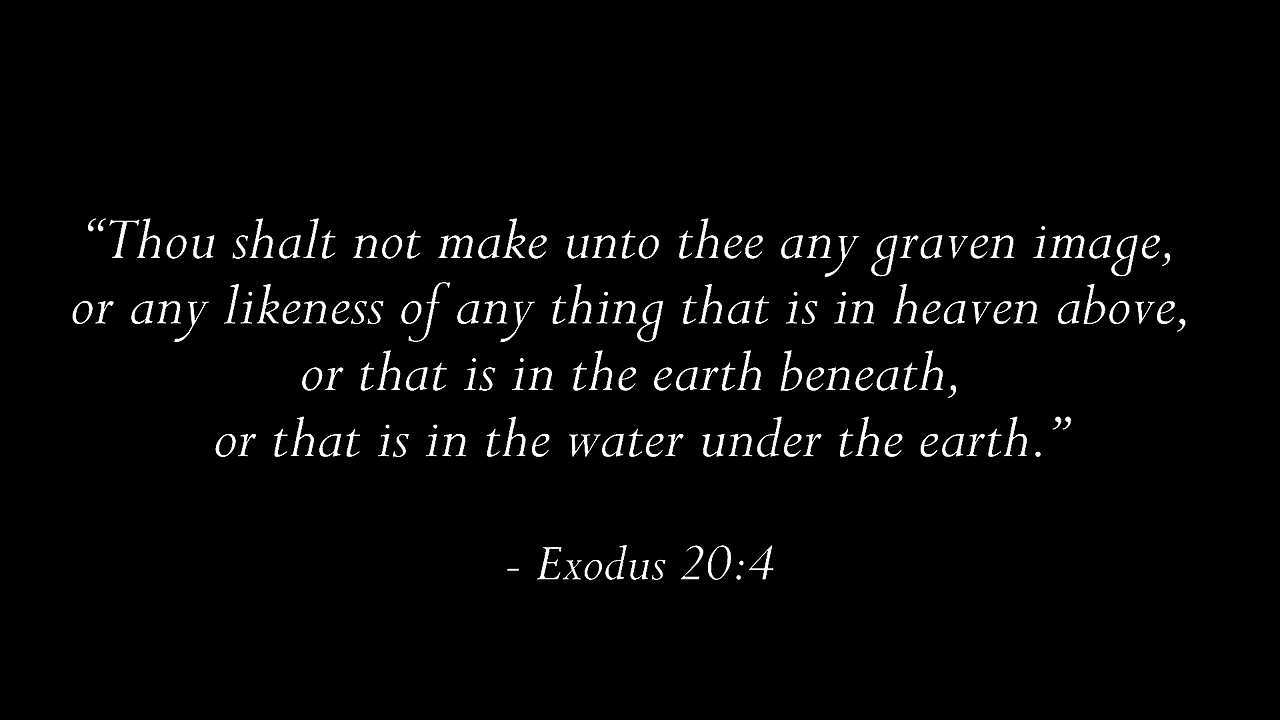 “Thou shalt not make unto thee any graven image,
or any likeness of any thing that is in heaven above,
or that is in the earth beneath,
or that is in the water under the earth.”
- Exodus 20:4